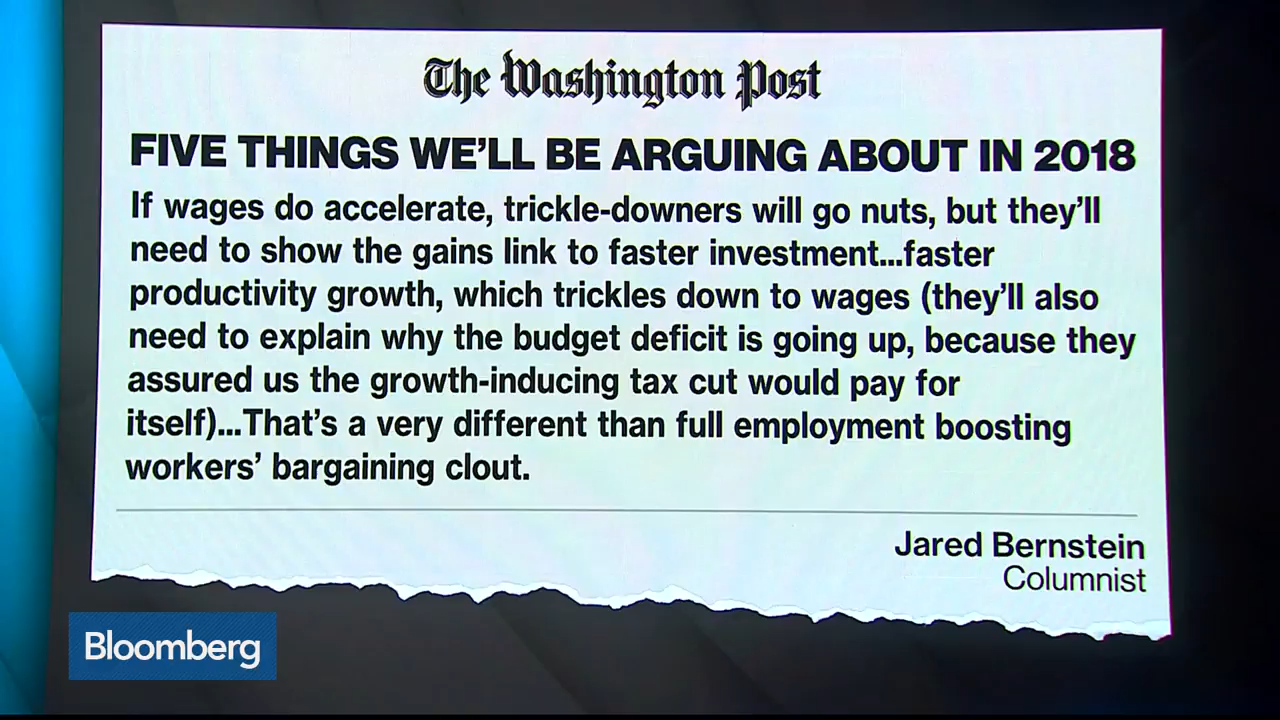 The Washington Post
FIVE THINGS WE'LL BE ARGUING ABOUT IN 2018
If wages do accelerate, trickle-downers will go nuts, but they'll
need to show the gains link to faster investment...faster
productivity growth, which trickles down to wages (they'll also
need to explain why the budget deficit is going up, because they
assured us the growth-inducing tax cut would pay for
itself)...That's a very different than full employment boosting
workers' bargaining clout.
Jared Bernstein
Columnist
Bloomberg